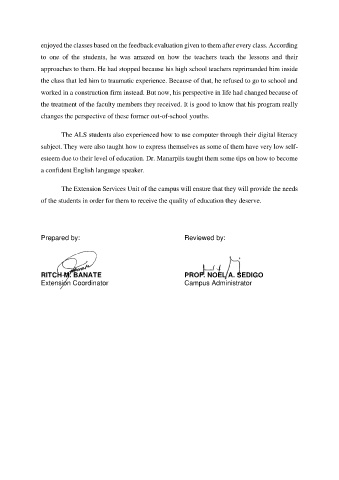 enjoyed the classes based on the feedback evaluation given to them after every class. According
to one of the students, he was amazed on how the teachers teach the lessons and their
approaches to them. He had stopped because his high school teachers reprimanded him inside
the class that led him to traumatic experience. Because of that, he refused to go to school and
worked in a construction firm instead. But now, his perspective in life had changed because of
the treatment of the faculty members they received. It is good to know that his program really
changes the perspective of these former out-of-school youths.
The ALS students also experienced how to use computer through their digital literacy
subject. They were also taught how to express themselves as some of them have very low self-
esteem due to their level of education. Dr. Manarpiis taught them some tips on how to become
a confident English language speaker.
The Extension Services Unit of the campus will ensure that they will provide the needs
of the students in order for them to receive the quality of education they deserve.
Prepared by: Reviewed by:
RITCH M. BANATE PROF. NOEL A. SEDIGO
Extension Coordinator Campus Administrator